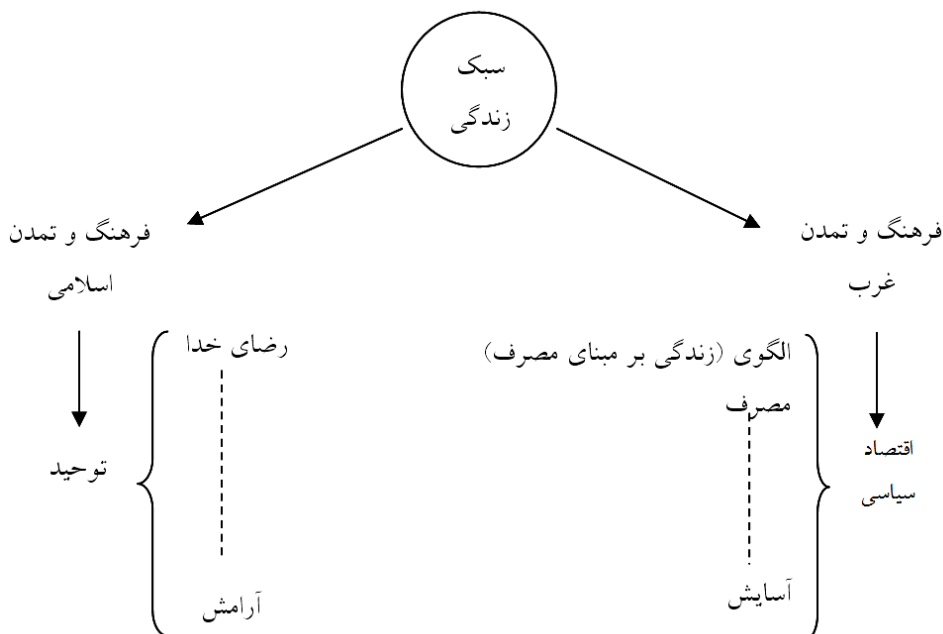 سبک
زندگی
فرهنگ و تمدن
غرب
فرهنگ و تمدن
اسلامی
الگوی (زندگی بر مبنای مصرف)
مصرف
اقتصاد
سیاسی
آسایش
رضای خدا
توحید
آرامش